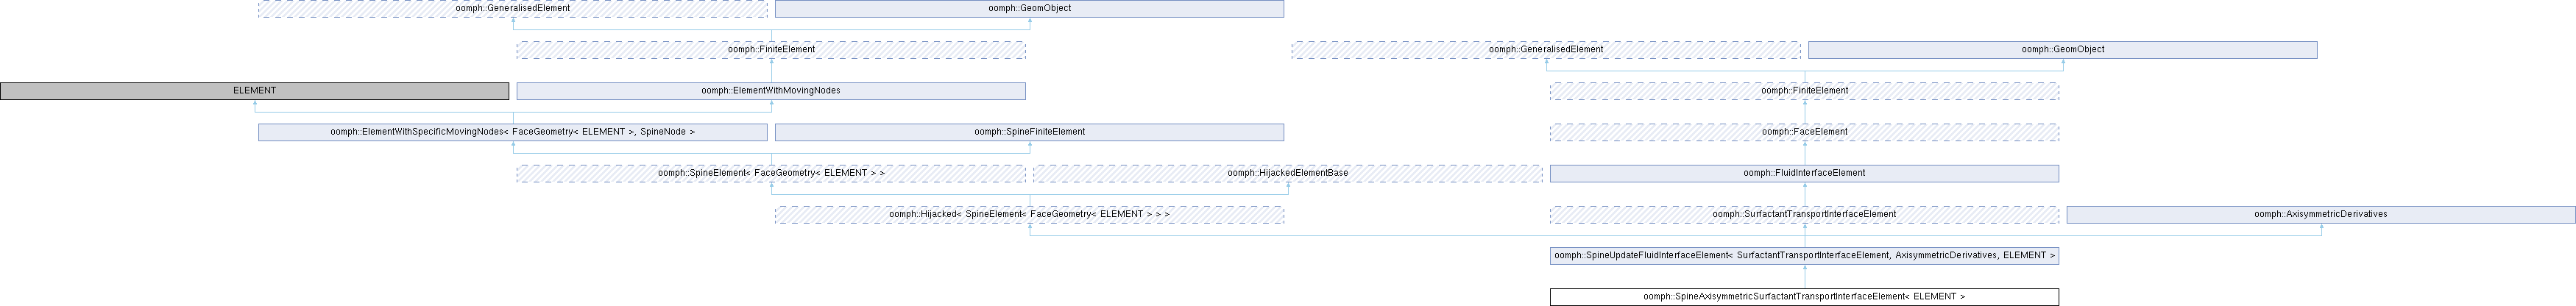 oomph::GeneralisedElement
oomph::GeomObject
oomph::FiniteElement
oomph::GeneralisedElement
oomph::GeomObject
ELEMENT
oomph::ElementWithMovingNodes
oomph::FiniteElement
oomph::ElementWithSpecificMovingNodes< FaceGeometry< ELEMENT >, SpineNode >
oomph::SpineFiniteElement
oomph::FaceElement
oomph::SpineElement< FaceGeometry< ELEMENT > >
oomph::HijackedElementBase
oomph::FluidInterfaceElement
oomph::Hijacked< SpineElement< FaceGeometry< ELEMENT > > >
oomph::SurfactantTransportInterfaceElement
oomph::AxisymmetricDerivatives
oomph::SpineUpdateFluidInterfaceElement< SurfactantTransportInterfaceElement, AxisymmetricDerivatives, ELEMENT >
oomph::SpineAxisymmetricSurfactantTransportInterfaceElement< ELEMENT >